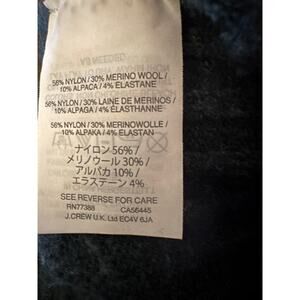 56% NYLON / 30% MERINO WOOL /
10% ALPACA / 4% ELASTANE
56% NYLON / 30% LAINE DE MERINOS /
10% ALPAGA / 4% ÉLASTHANNE
56% NYLON / 30% MERINOWOLLE /
10% ALPAKA / 4% ELASTAN
ナイロン 56% /
メリノウール 30% /
アルパカ 10% /
エラステーン 4%
SEE REVERSE FOR CARE
RN77388 CA56445
J.CREW U.K. Ltd EC4V 6JA